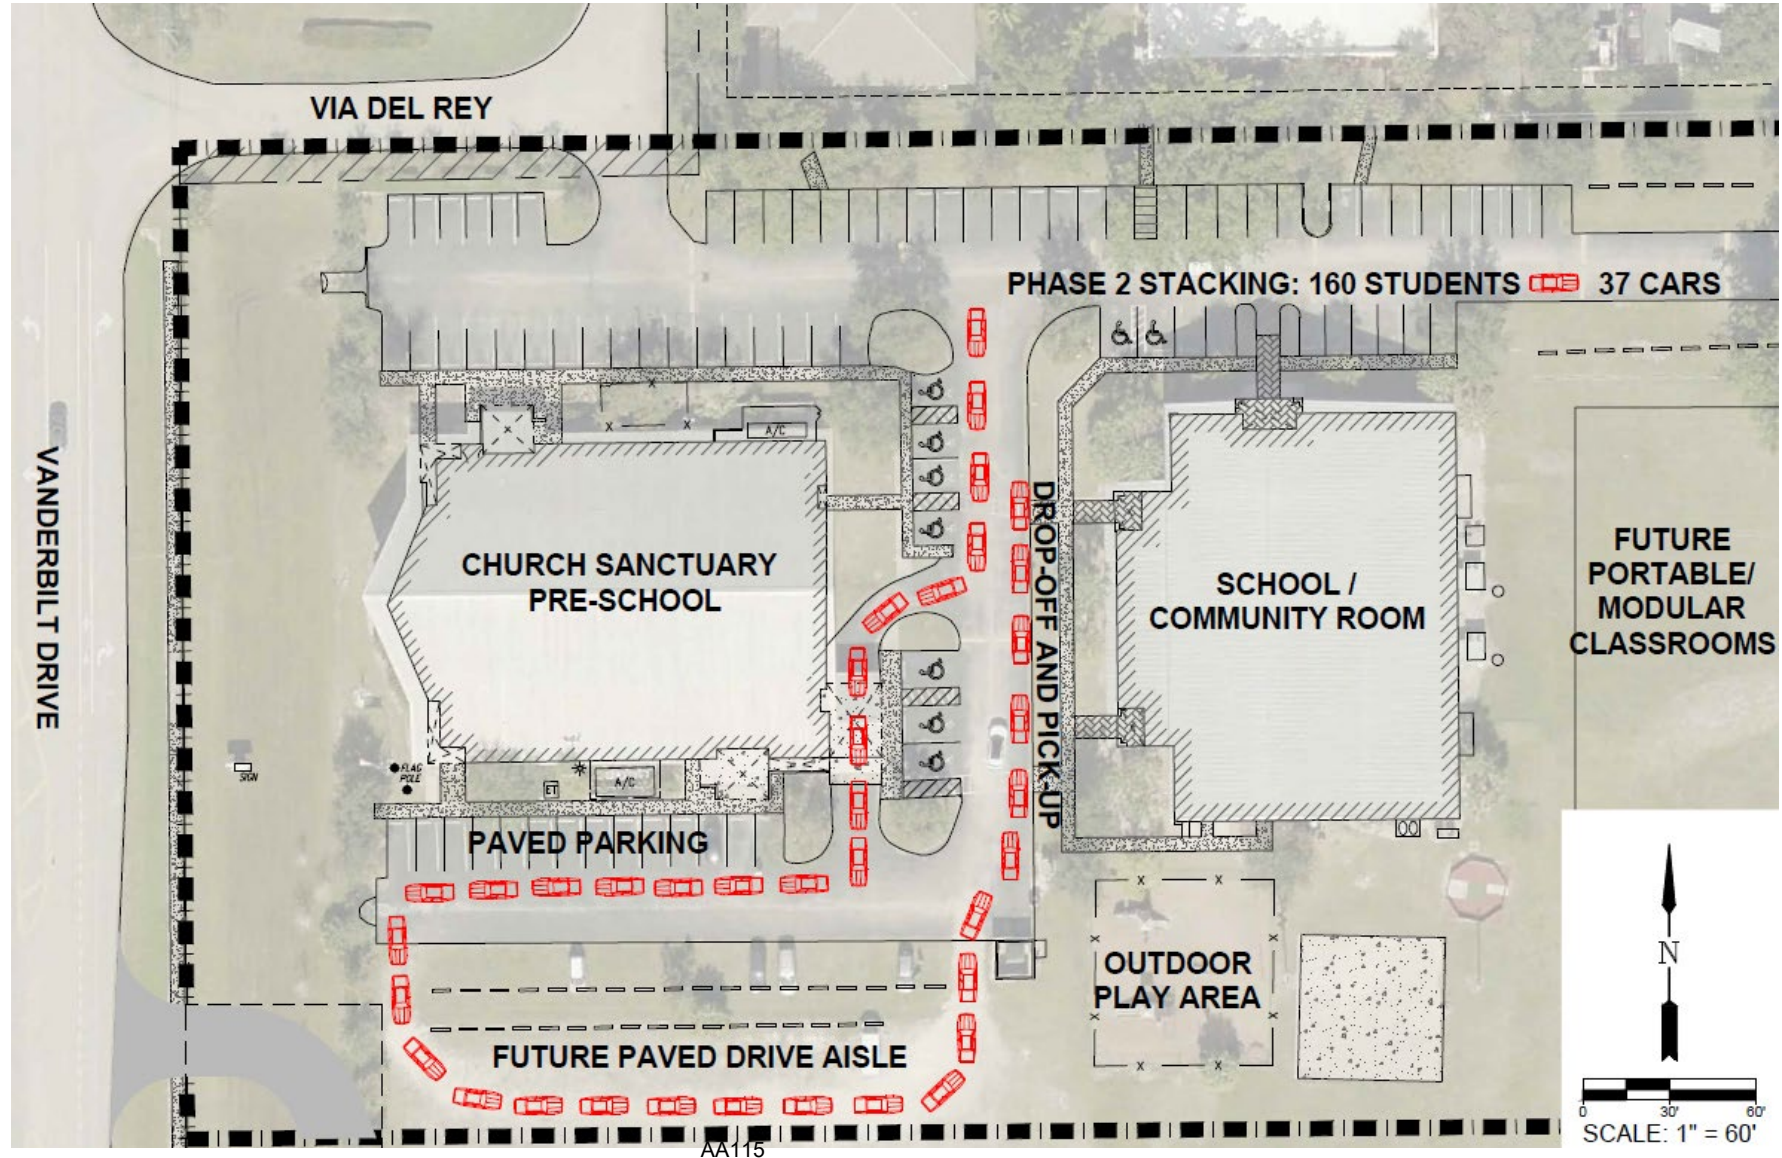 VIA DEL REY
PHASE 2 STACKING: 160 STUDENTS 37 CARS
A/C
VANDERBILT DRIVE
CHURCH SANCTUARY
PRE-SCHOOL
DROP-OFF AND PICK-UP
SCHOOL /
COMMUNITY ROOM
FUTURE
PORTABLE/
MODULAR
CLASSROOMS
SIGN
FLAG
POLE
ET
A/C
PAVED PARKING
OUTDOOR
PLAY AREA
FUTURE PAVED DRIVE AISLE
N
0 30' 60'
SCALE: 1" = 60'
AA115